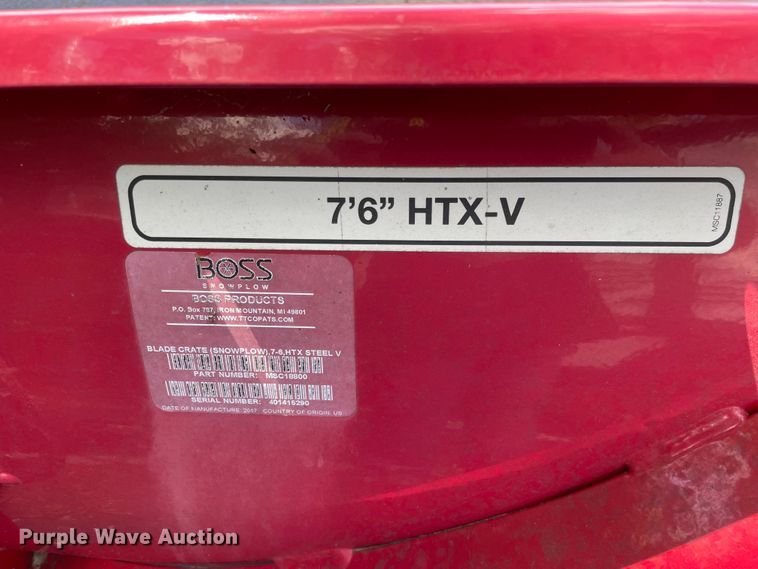 7’6” HTX-V
MSC11887
BOSS
SNOWPLOW
BOSS PRODUCTS
P.O. Box 787, IRON MOUNTAIN, MI 49801
PATENT: WWW.TTCOPATS.COM
BLADE CRATE (SNOWPLOW),7-6,HTX STEEL V
PART NUMBER: MSC18800
SERIAL NUMBER: 401415290
DATE OF MANUFACTURE: 2017 COUNTRY OF ORIGIN: US
Purple Wave Auction